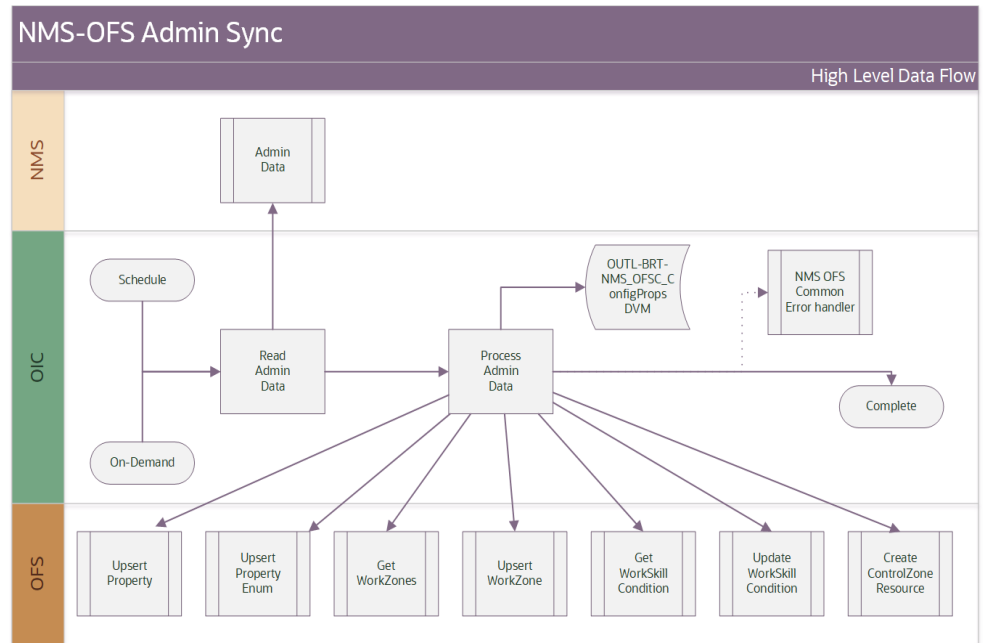 NMS-OFS Admin Sync
High Level Data Flow
NMS
Admin
Data
OIC
Schedule
OUTL-BRT-
NMS_OFSC_C
onfigProps
DVM
NMS OFS
Common
Error handler
Read
Admin
Data
Process
Admin
Data
Complete
On-Demand
OFS
Upsert
Property
Upsert
Property
Enum
Get
WorkZones
Upsert
WorkZone
Get
WorkSkill
Condition
Update
WorkSkill
Condition
Create
ControlZone
Resource